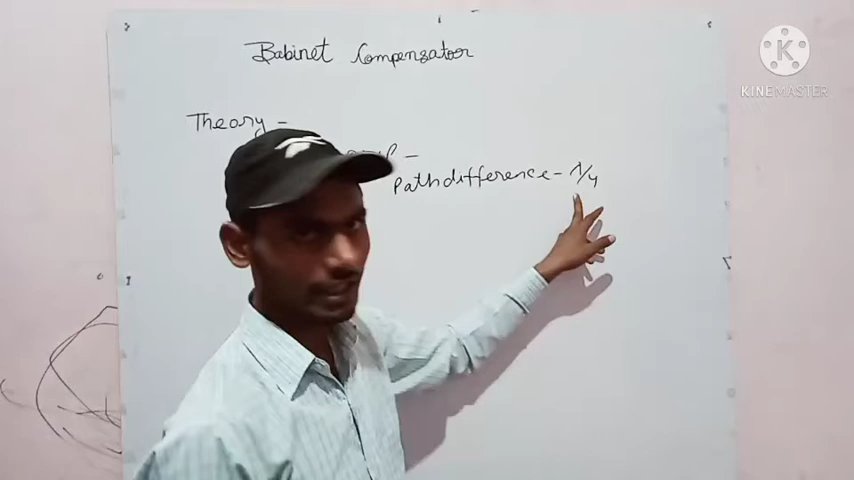 Babinet Compensator
Theory -
Path difference - λ/4
KINEMASTER